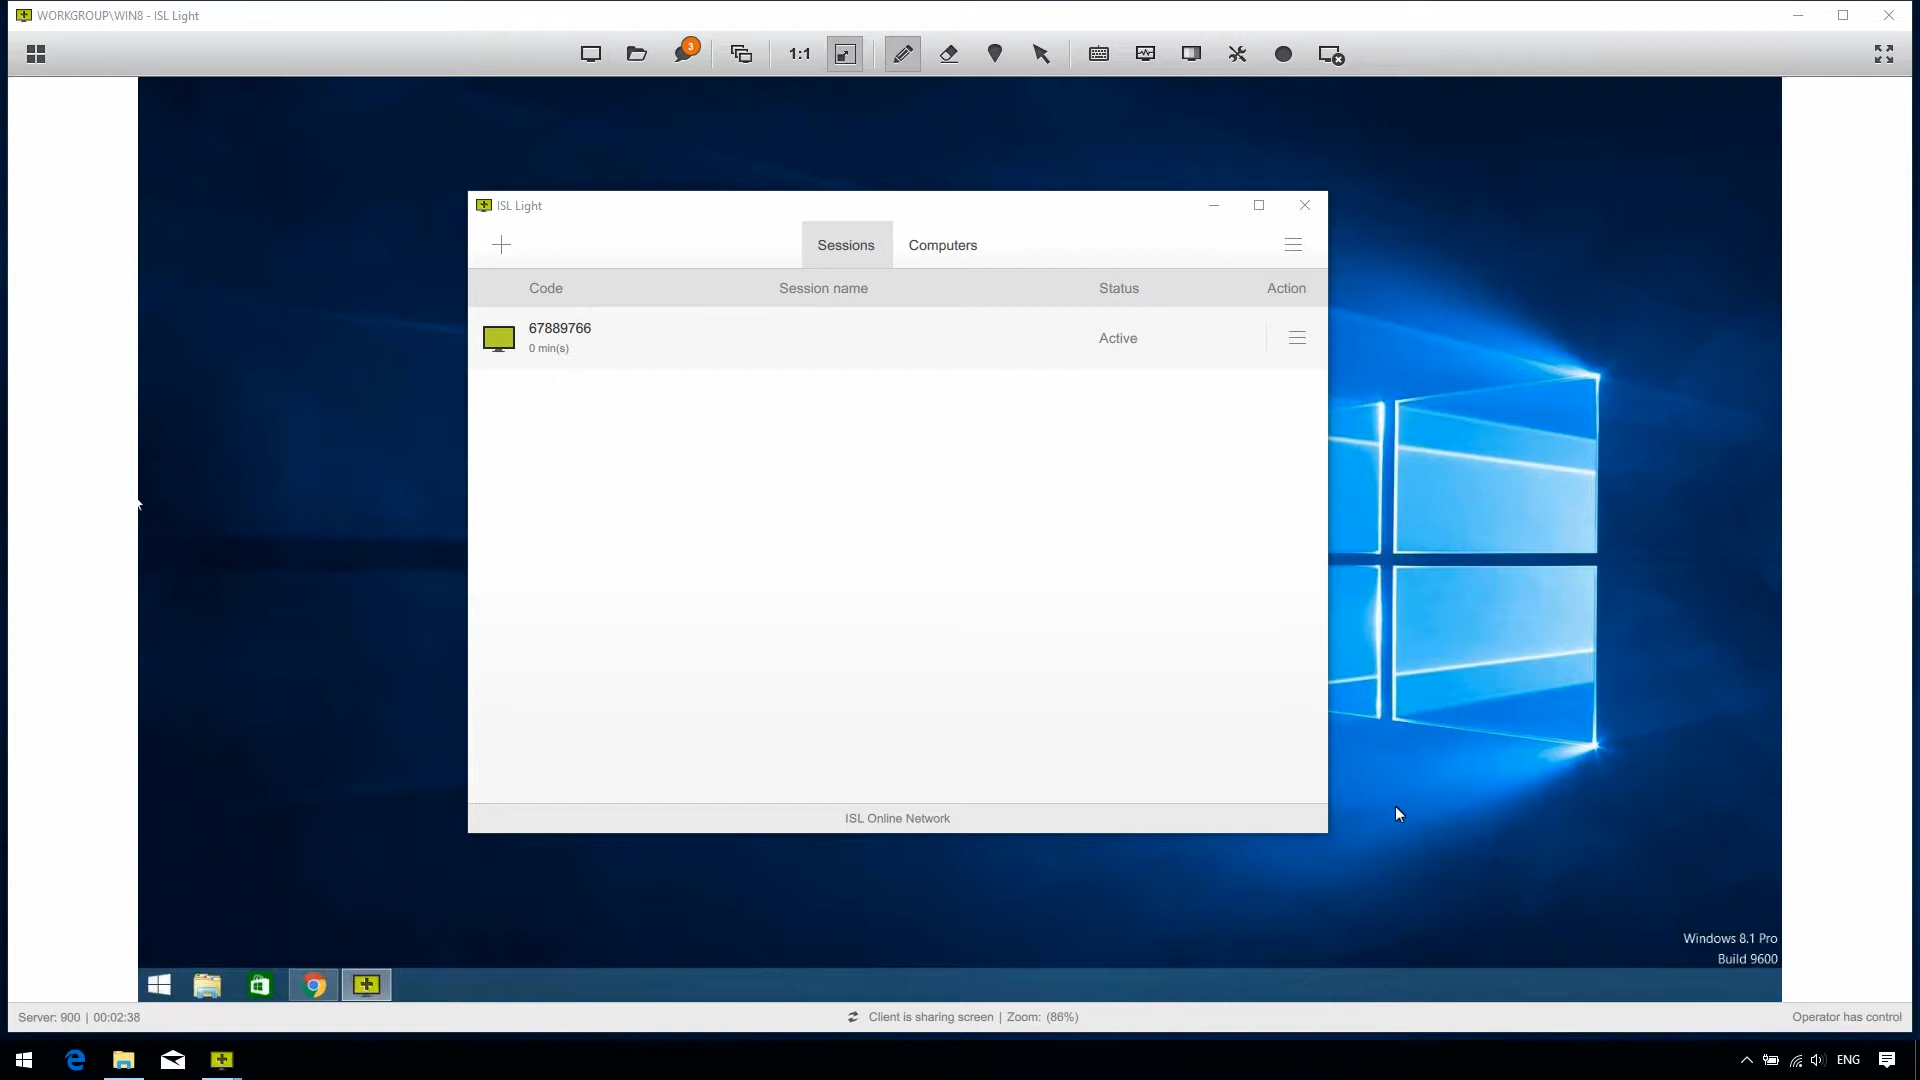 WORKGROUP\WIN8 - ISL Light
3
1:1
ISL Light
Sessions
Computers
Code
Session name
Status
Action
67889766
0 min(s)
Active
ISL Online Network
Windows 8.1 Pro
Build 9600
Server: 900 | 00:02:38
Client is sharing screen | Zoom: (86%)
Operator has control
ENG